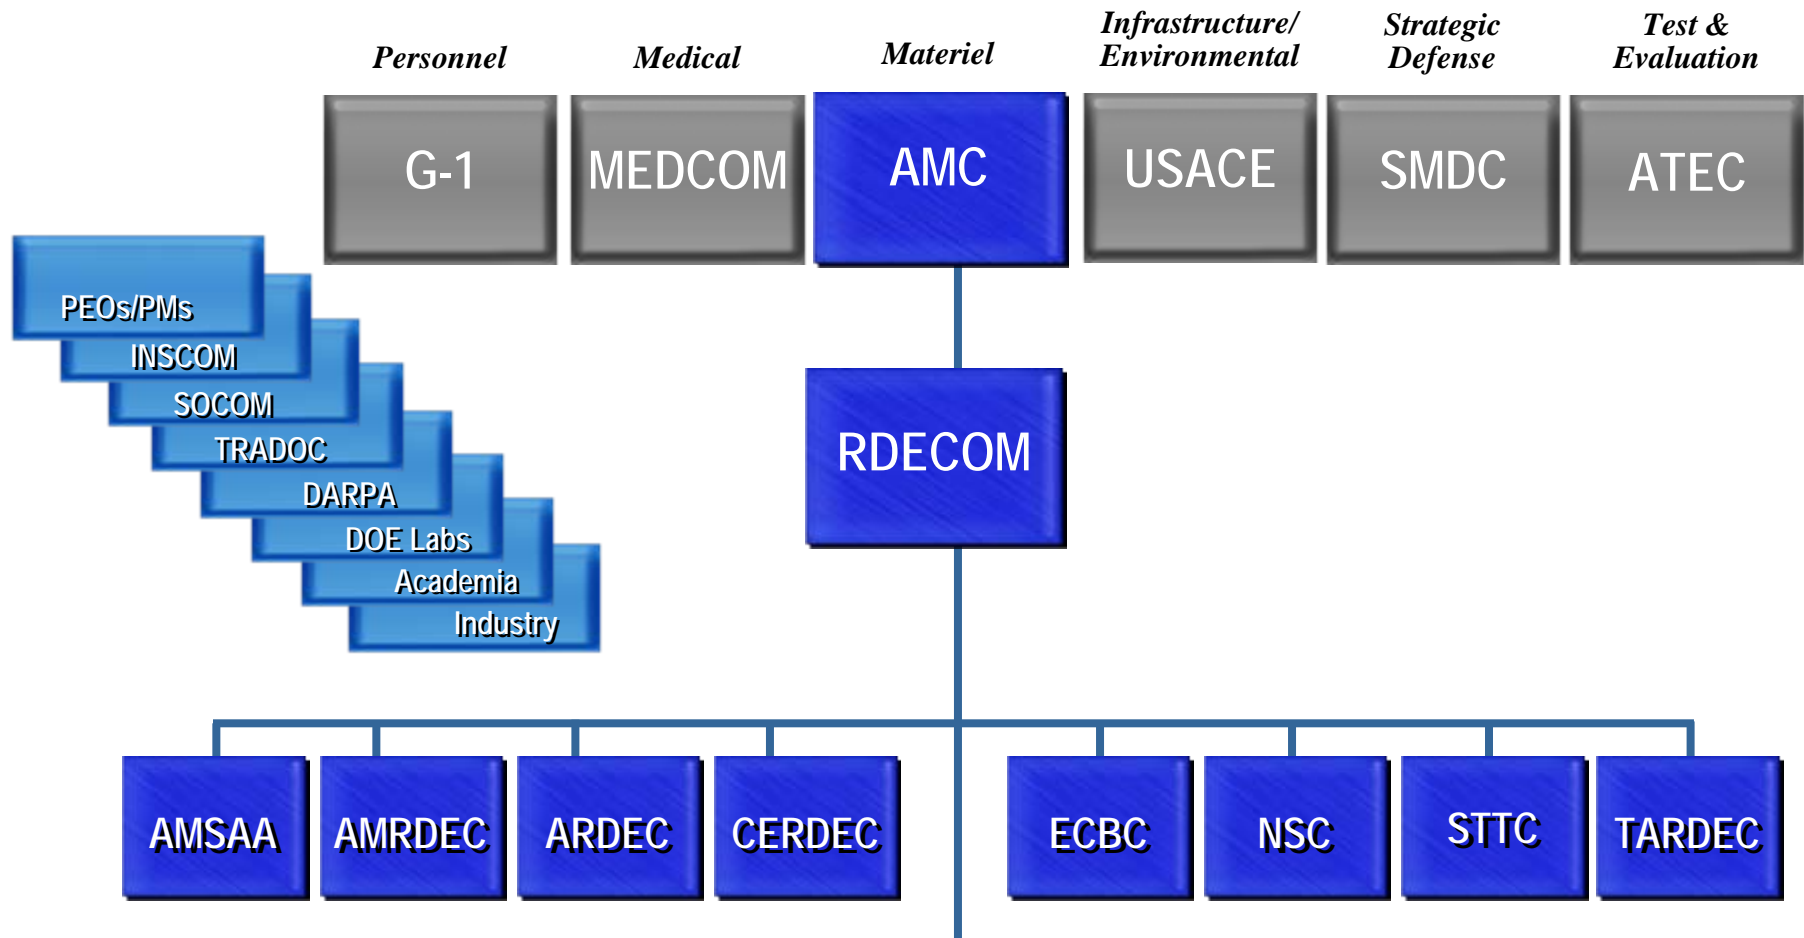 Personnel
Medical
Materiel
Infrastructure/
Environmental
Strategic
Defense
Test &
Evaluation
G-1
MEDCOM
AMC
USACE
SMDC
ATEC
PEOs/PMs
INSCOM
SOCOM
TRADOC
DARPA
DOE Labs
Academia
Industry
RDECOM
AMSAA
AMRDEC
ARDEC
CERDEC
ECBC
NSC
STTC
TARDEC